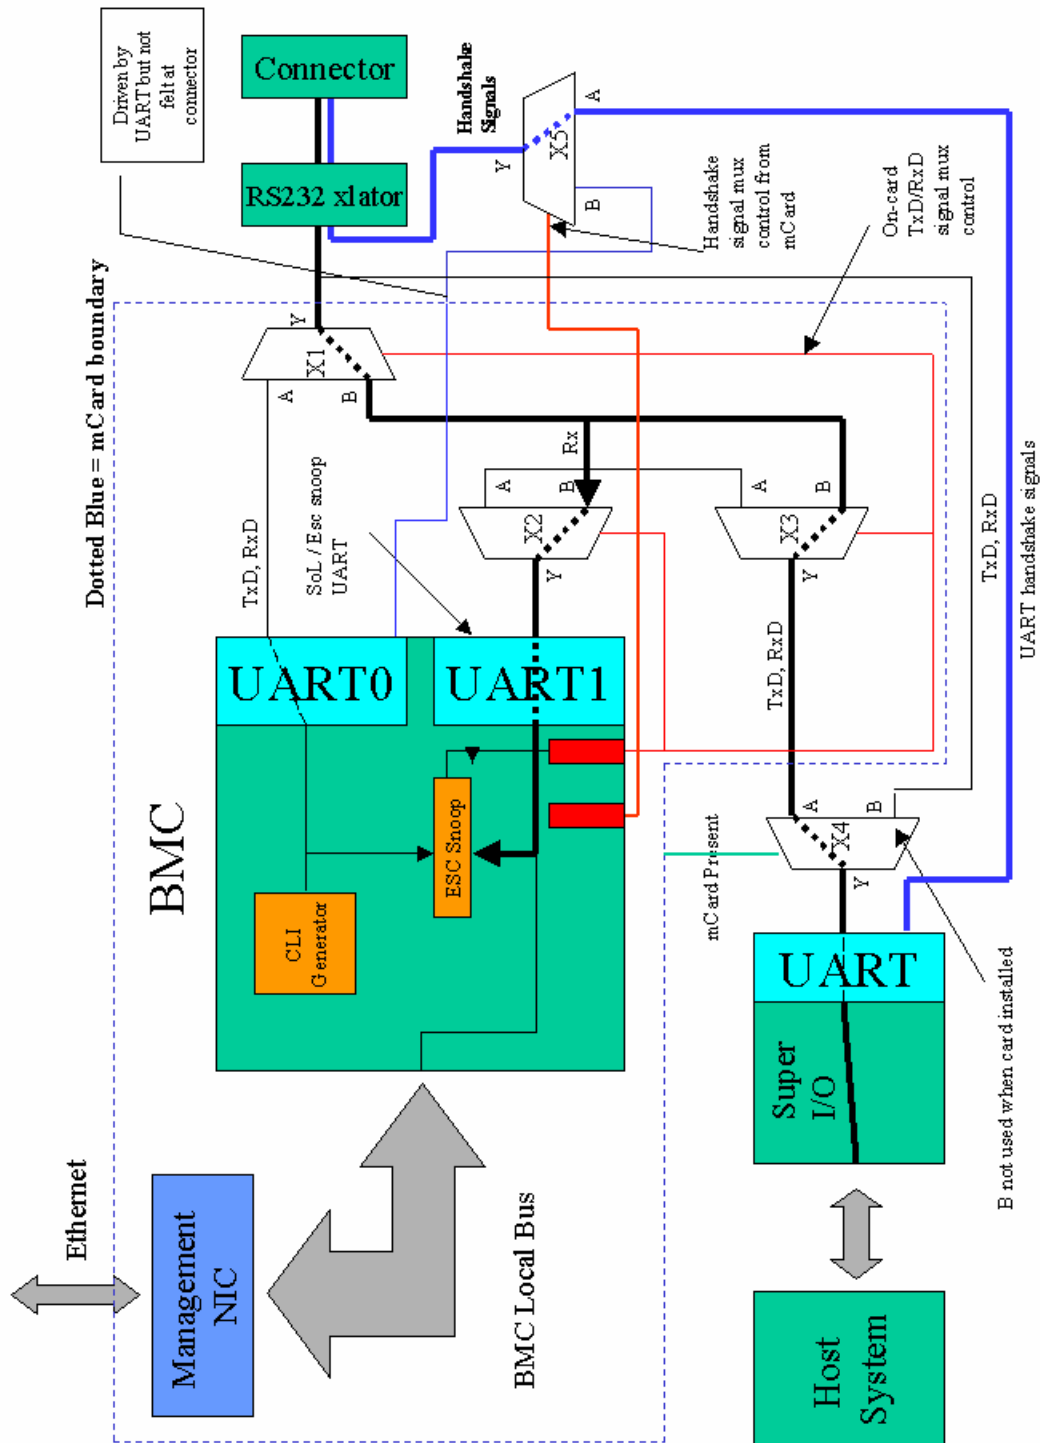 Driven by
UART but not
felt at
connector
Connector
RS232 xlator
Handshake
Signals
Y
A
X5
B
Handshake
signal mux
control from
mCard
On-card
TxD/RxD
signal mux
control
Dotted Blue = mCard boundary
Y
X1
A
B
TxD, RxD
SoL / Esc snoop
UART
Rx
A
B
X2
Y
A
B
X3
Y
TxD, RxD
TxD, RxD
UART handshake signals
BMC
UART0
UART1
ESC Snoop
CLI
Generator
mCard Present
A
B
X4
Y
UART
Super
I/O
B not used when card installed
Ethernet
Management
NIC
BMC Local Bus
Host
System